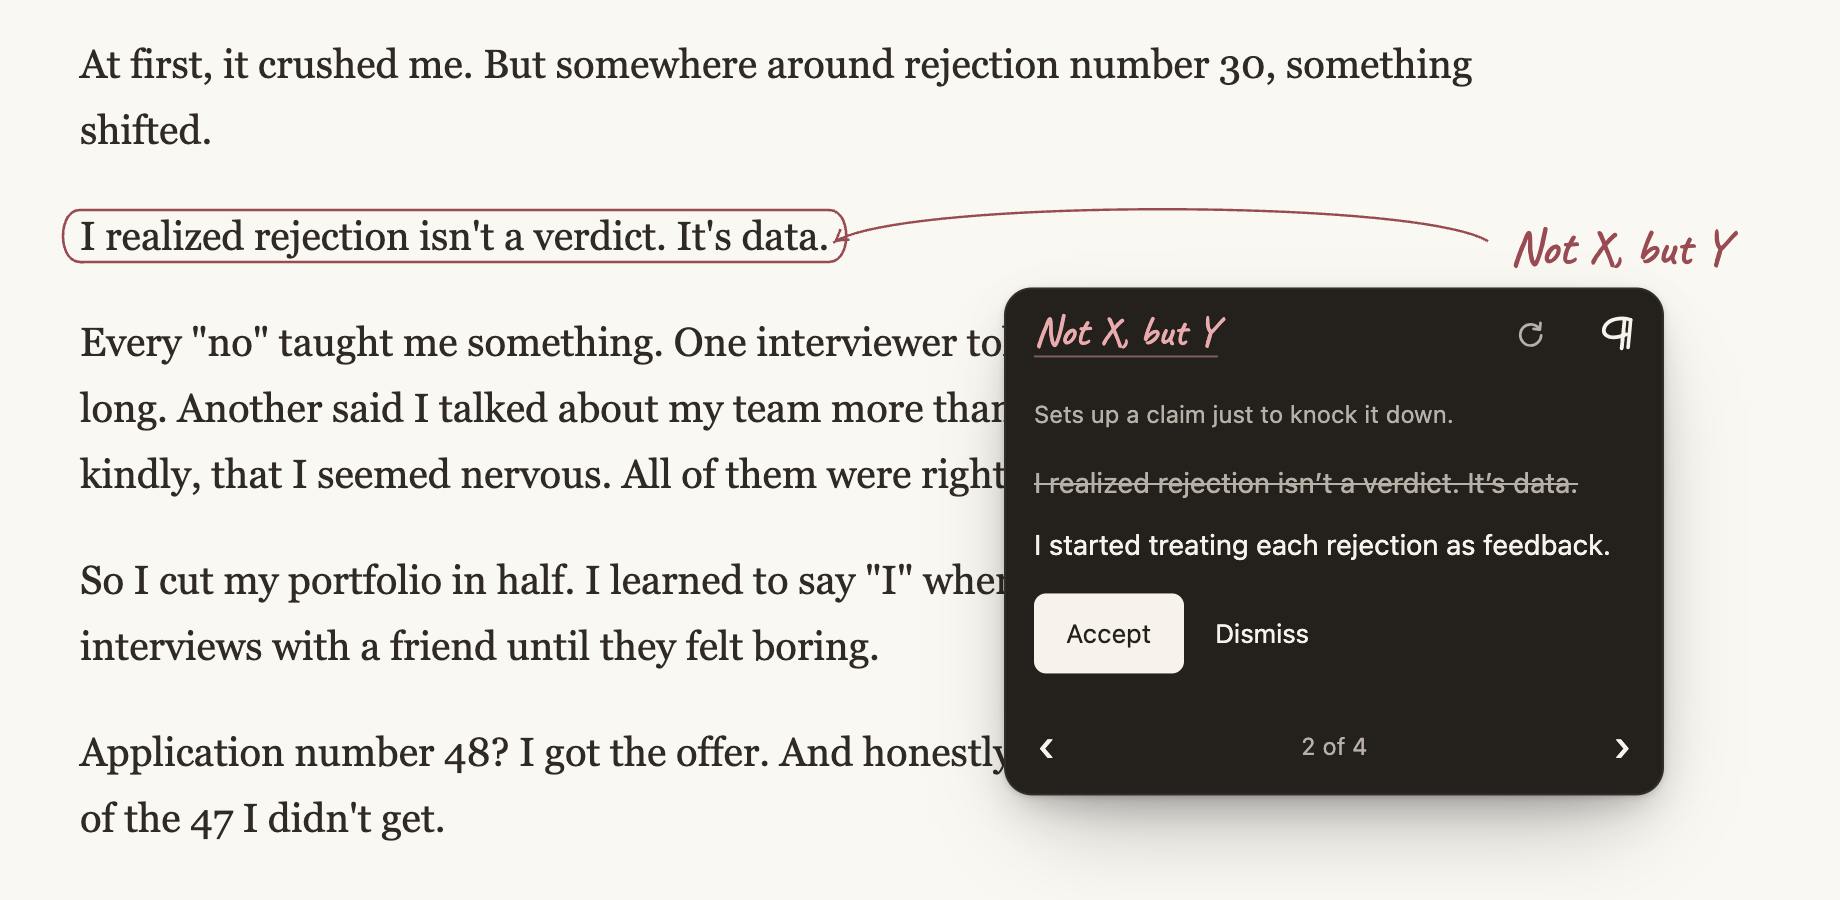 At first, it crushed me. But somewhere around rejection number 30, something
shifted.
I realized rejection isn't a verdict. It's data.
Not X, but Y
Every "no" taught me something. One interviewer
long. Another said I talked about my team more
kindly, that I seemed nervous. All of them were right
So I cut my portfolio in half. I learned to say "I"
interviews with a friend until they felt boring.
Application number 48? I got the offer. And honestly
of the 47 I didn't get.
Not X, but Y
¶
Sets up a claim just to knock it down.
I realized rejection isn’t a verdict. It’s data.
I started treating each rejection as feedback.
Accept Dismiss
‹ 2 of 4 ›